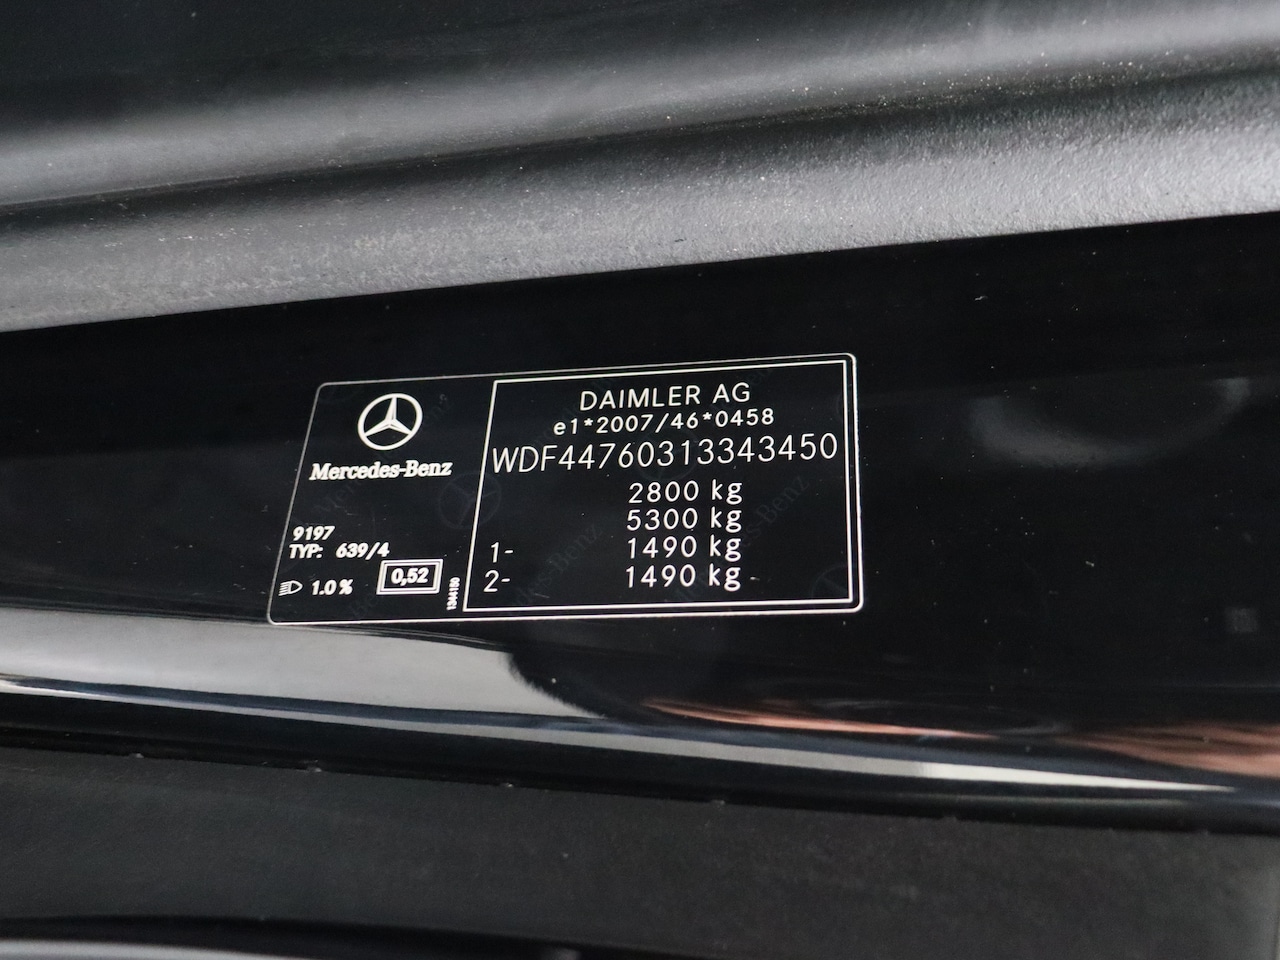 Mercedes-Benz
9197
TYP: 639/4
1.0 %
0,52
1344150
DAIMLER AG
e1*2007/46*0458
WDF44760313343450
2800 kg
5300 kg
1- 1490 kg
2- 1490 kg